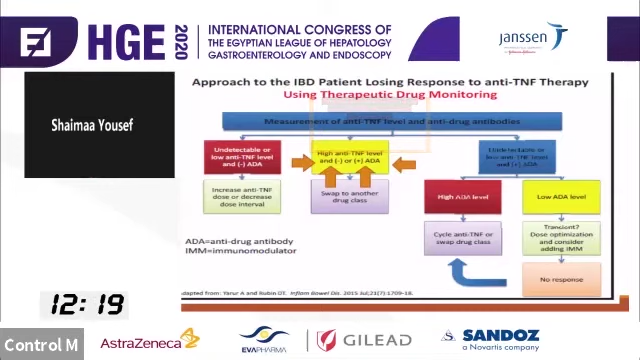 HGE
2020
INTERNATIONAL CONGRESS OF
THE EGYPTIAN LEAGUE OF HEPATOLOGY
GASTROENTEROLOGY AND ENDOSCOPY
janssen
Shaimaa Yousef
Approach to the IBD Patient Losing Response to anti-TNF Therapy
Using Therapeutic Drug Monitoring
Measurement of anti-TNF level and anti-drug antibodies
Undetectable or
low anti-TNF level
and (-) ADA
High anti-TNF level
and (-) or (+) ADA
Undetectable or
low anti-TNF level
and (+) ADA
Increase anti-TNF
dose or decrease
dose interval
Swap to another
drug class
High ADA level
Low ADA level
Cycle anti-TNF or
swap drug class
Transient?
Dose optimization
and consider
adding IMM
No response
ADA=anti-drug antibody
IMM=immunomodulator
adapted from: Yarur A and Rubin DT. Inflam Bowel Dis. 2015 Jul;21(7):1709-18.
12:19
Control M
AstraZeneca
EVAPHARMA
GILEAD
SANDOZ
a Novartis company